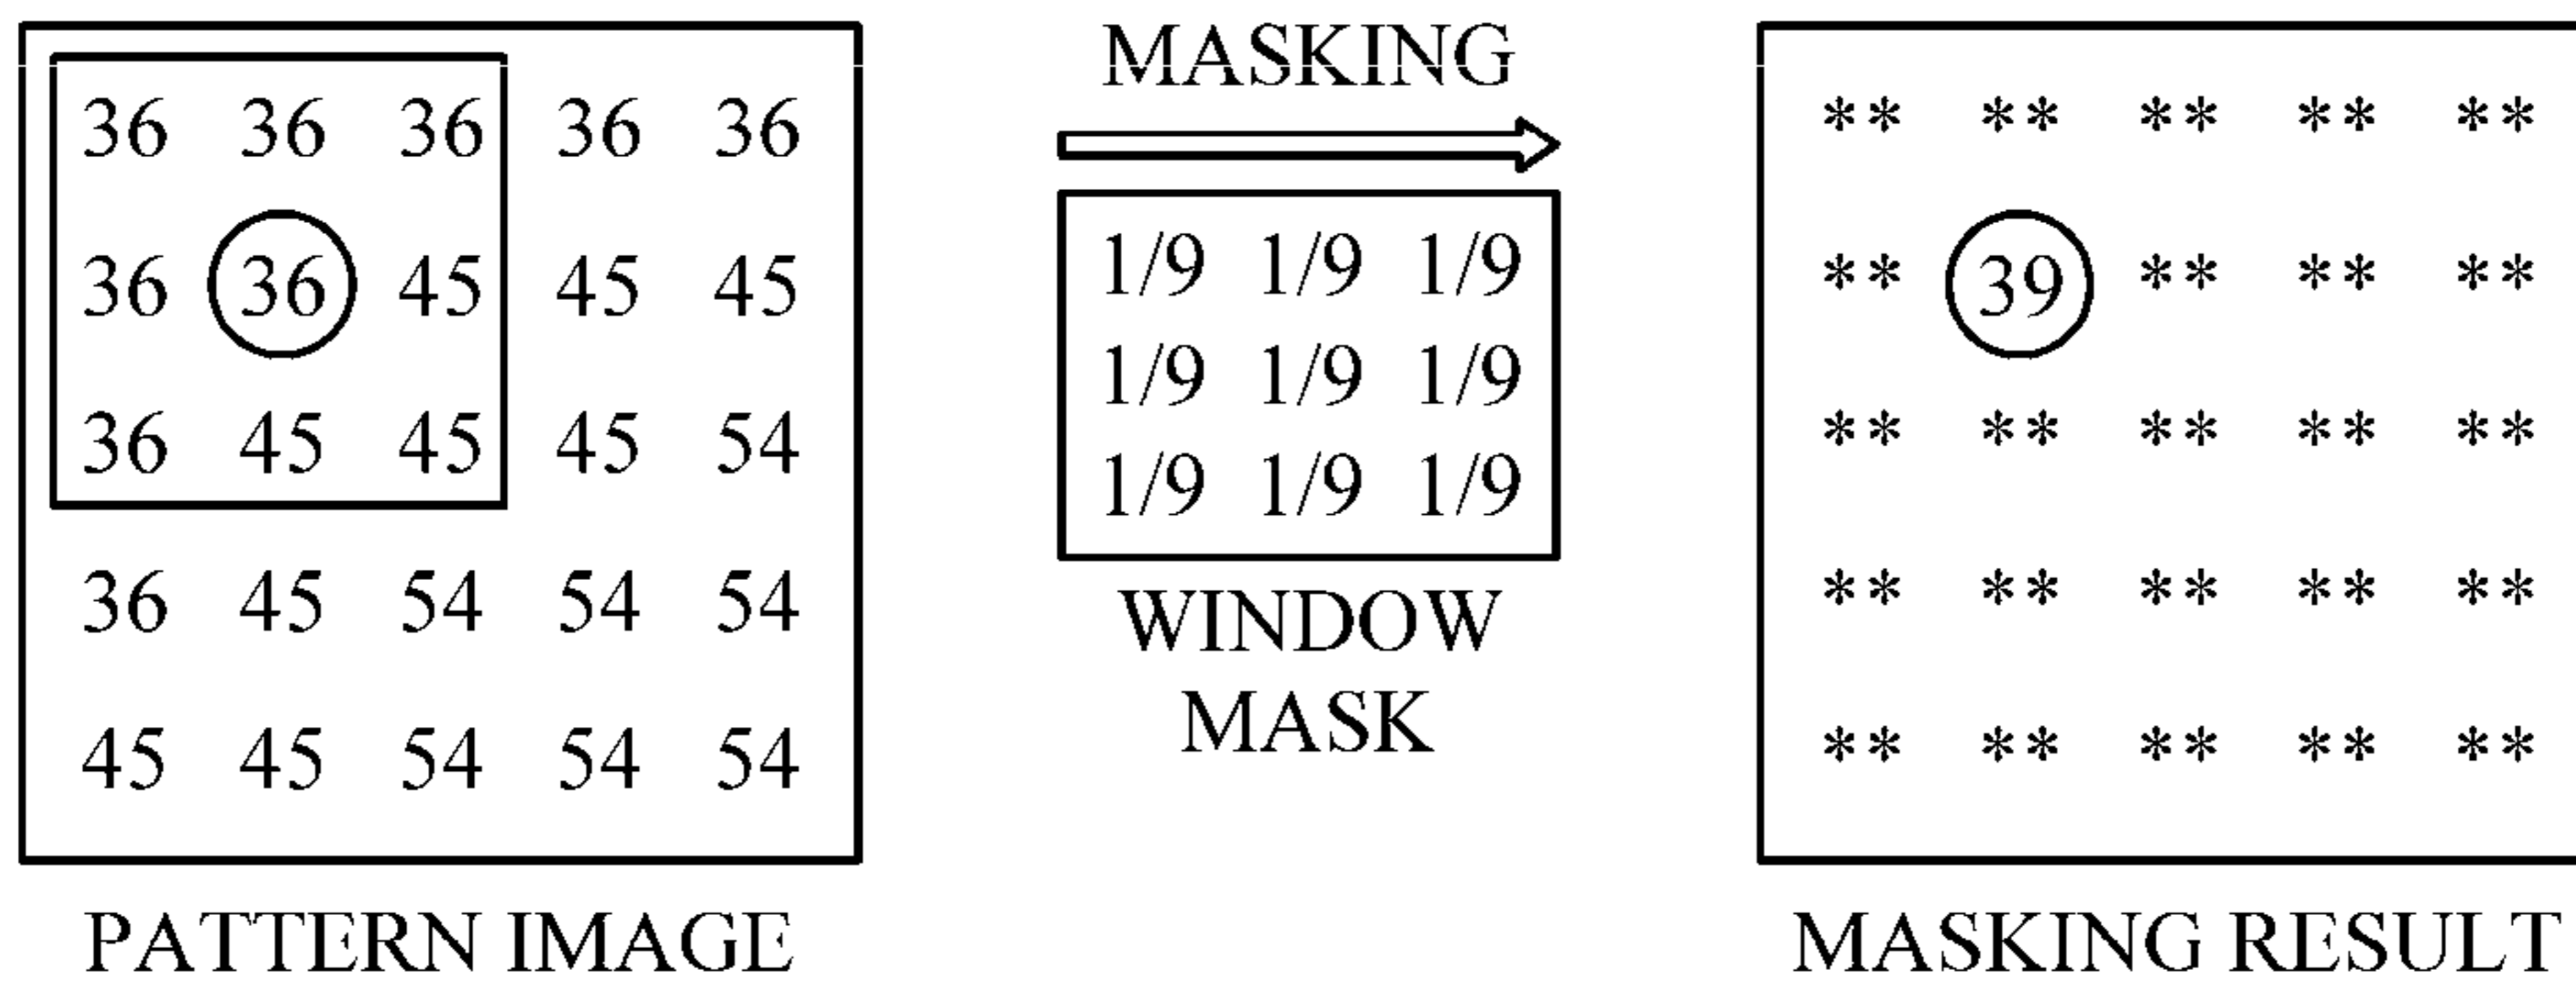 36 36 36 36 36
36 36 45 45 45
36 45 45 45 54
36 45 54 54 54
45 45 54 54 54
PATTERN IMAGE
MASKING
1/9 1/9 1/9
1/9 1/9 1/9
1/9 1/9 1/9
WINDOW
MASK
** ** ** ** **
** 39 ** ** **
** ** ** ** **
** ** ** ** **
** ** ** ** **
MASKING RESULT